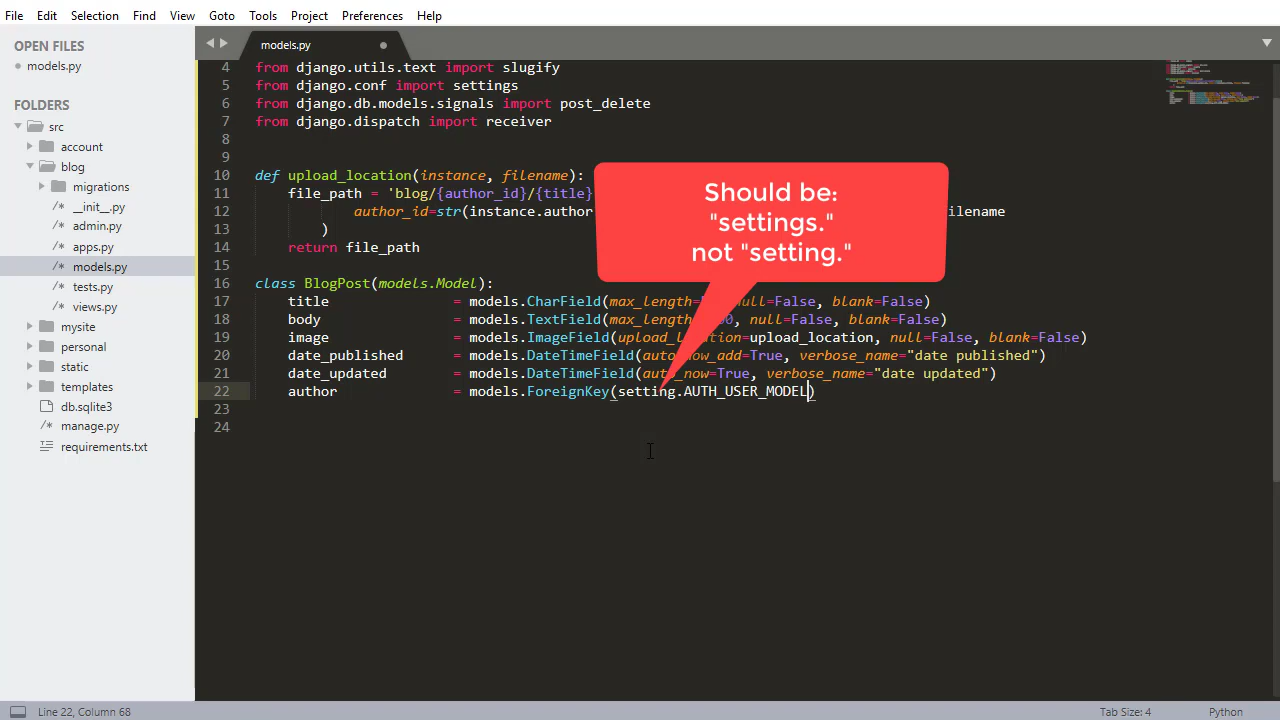 File Edit Selection Find View Goto Tools Project Preferences Help
OPEN FILES
models.py
FOLDERS
src
account
blog
migrations
/* __init__.py
/* admin.py
/* apps.py
/* models.py
/* tests.py
/* views.py
mysite
personal
static
templates
db.sqlite3
/* manage.py
requirements.txt
models.py
4 from django.utils.text import slugify
5 from django.conf import settings
6 from django.db.models.signals import post_delete
7 from django.dispatch import receiver
8
9
10 def upload_location(instance, filename):
11 file_path = 'blog/{author_id}/{title}
12 author_id=str(instance.author ilename
13 )
14 return file_path
15
16 class BlogPost(models.Model):
17 title = models.CharField(max_length= null=False, blank=False)
18 body = models.TextField(max_length= 0, null=False, blank=False)
19 image = models.ImageField(upload_location=upload_location, null=False, blank=False)
20 date_published = models.DateTimeField(auto_now_add=True, verbose_name="date published")
21 date_updated = models.DateTimeField(auto_now=True, verbose_name="date updated")
22 author = models.ForeignKey(setting.AUTH_USER_MODEL)
23
24
Should be:
"settings."
not "setting."
Line 22, Column 68 Tab Size: 4 Python